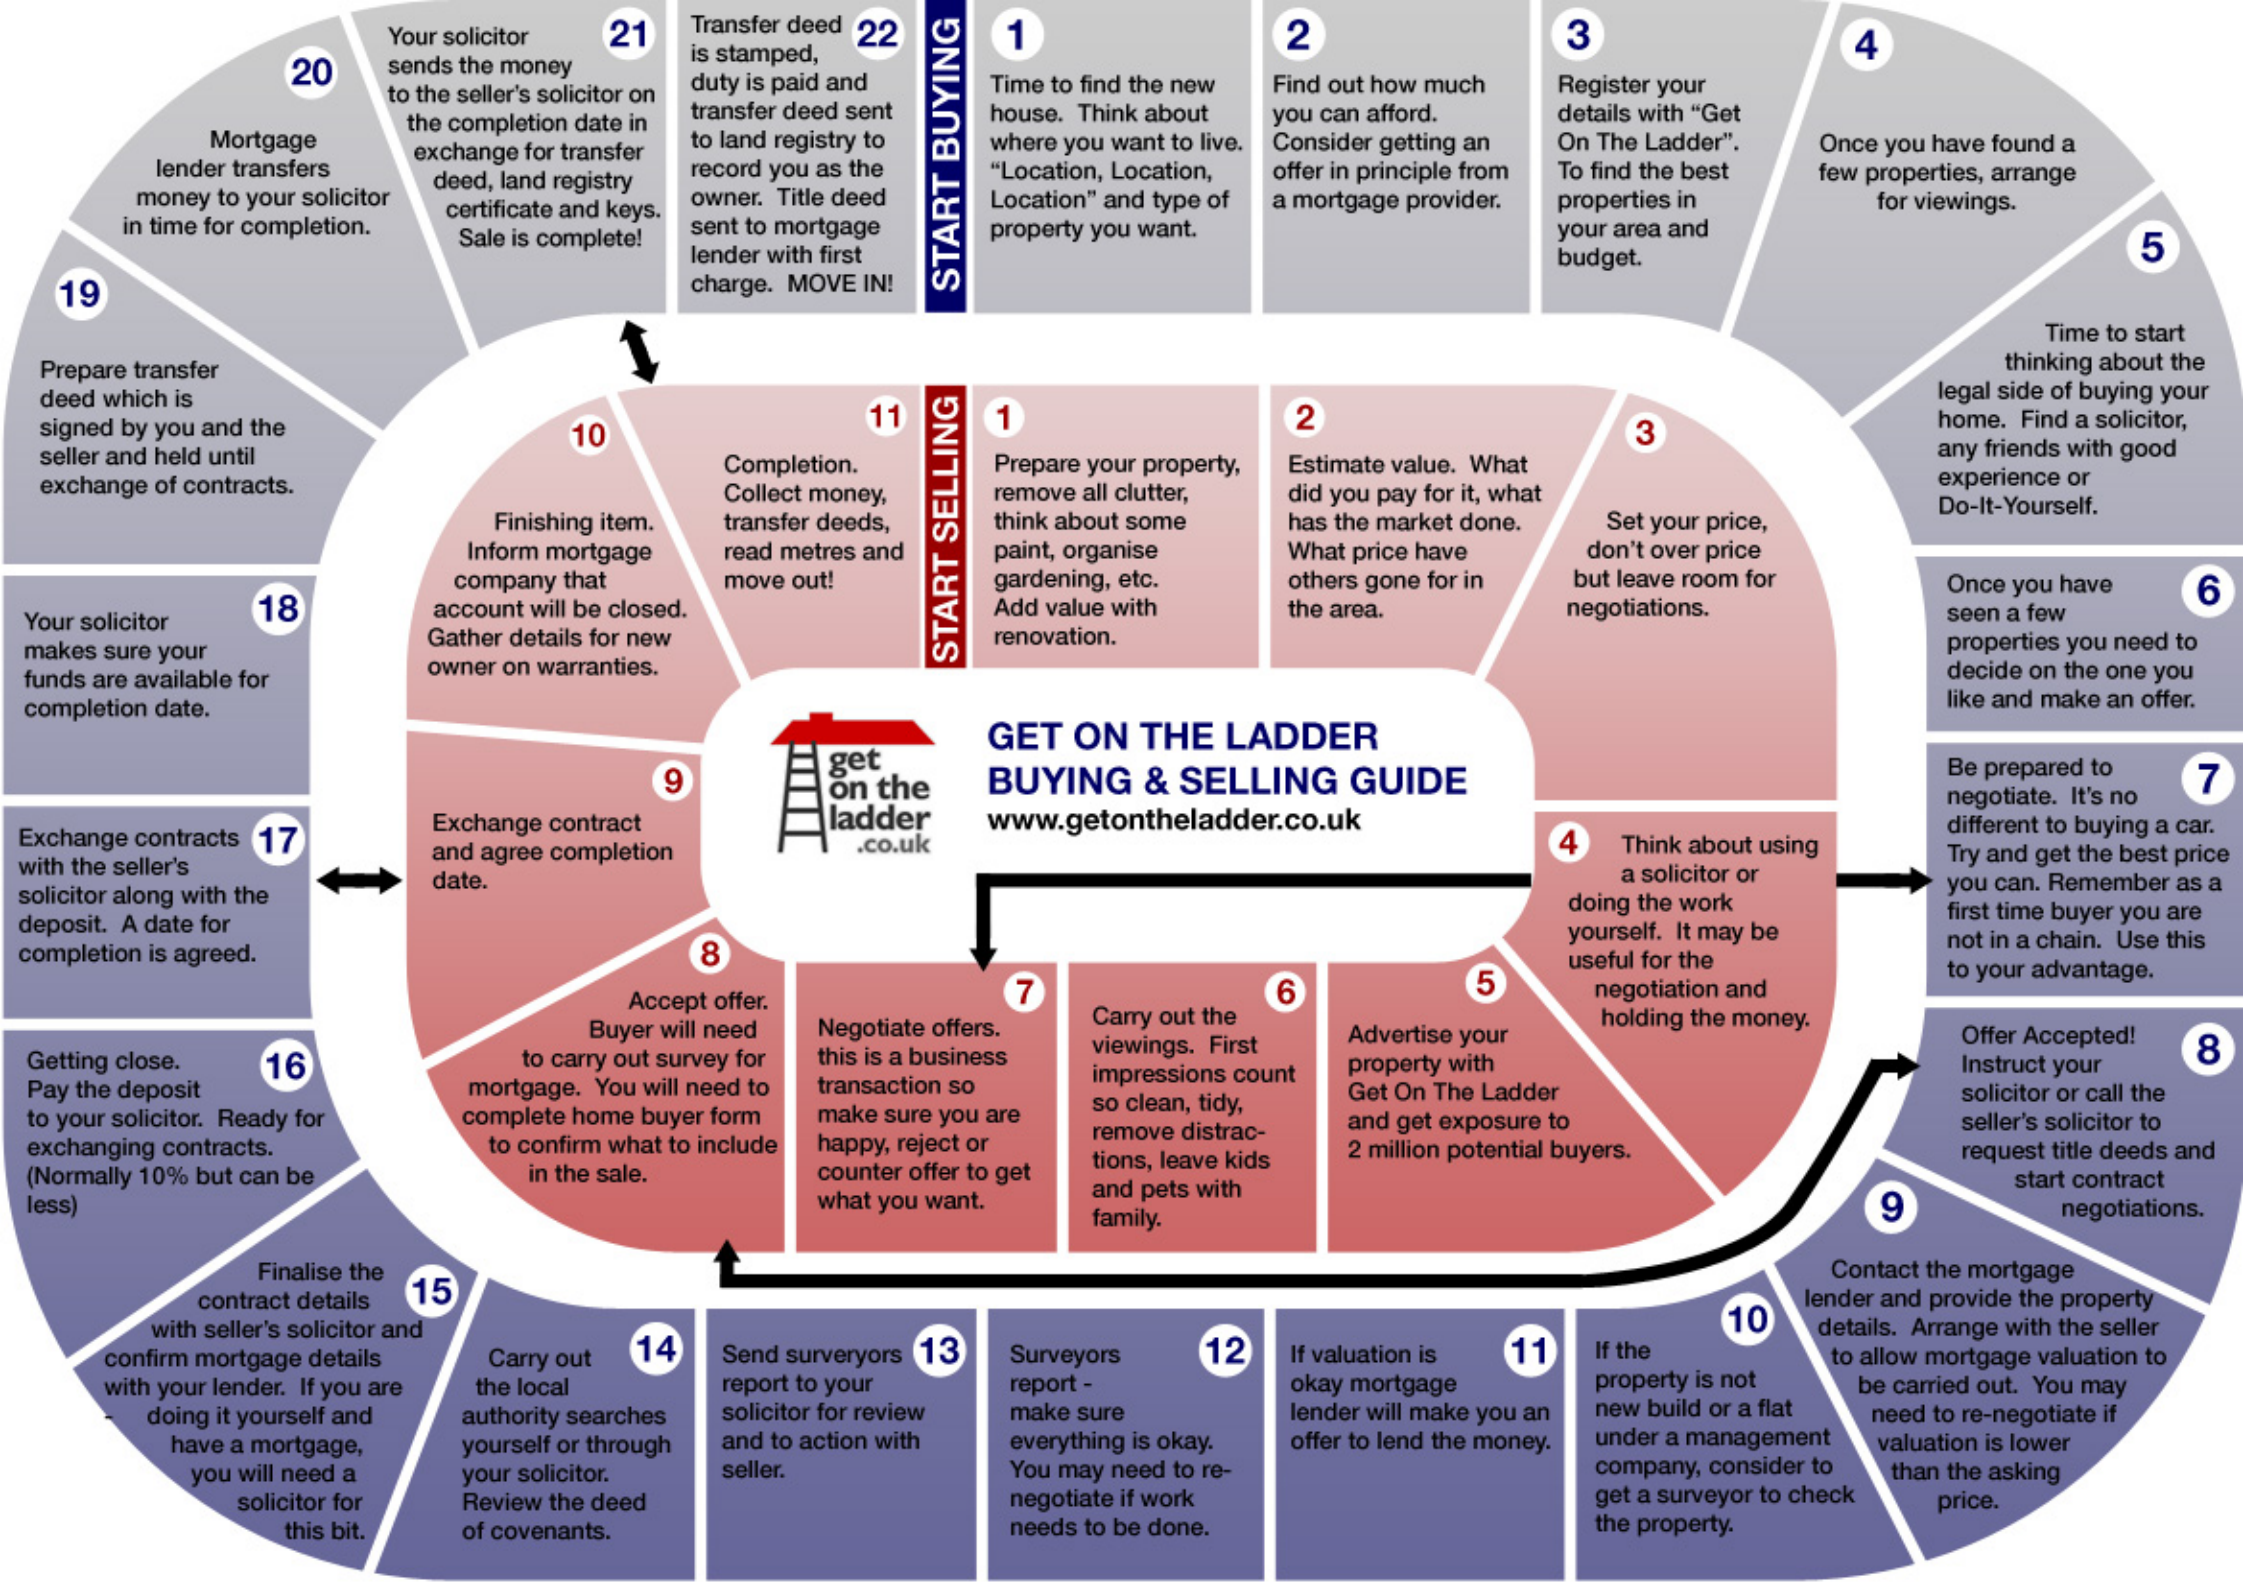 START BUYING
1
Time to find the new
house. Think about
where you want to live.
"Location, Location,
Location" and type of
property you want.
2
Find out how much
you can afford.
Consider getting an
offer in principle from
a mortgage provider.
3
Register your
details with "Get
On The Ladder".
To find the best
properties in
your area and
budget.
4
Once you have found a
few properties, arrange
for viewings.
5
Time to start
thinking about the
legal side of buying your
home. Find a solicitor,
any friends with good
experience or
Do-It-Yourself.
6
Once you have
seen a few
properties you need to
decide on the one you
like and make an offer.
7
Be prepared to
negotiate. It's no
different to buying a car.
Try and get the best price
you can. Remember as a
first time buyer you are
not in a chain. Use this
to your advantage.
8
Offer Accepted!
Instruct your
solicitor or call the
seller's solicitor to
request title deeds and
start contract
negotiations.
9
Contact the mortgage
lender and provide the property
details. Arrange with the seller
to allow mortgage valuation to
be carried out. You may
need to re-negotiate if
valuation is lower
than the asking
price.
10
If the
property is not
new build or a flat
under a management
company, consider to
get a surveyor to check
the property.
11
If valuation is
okay mortgage
lender will make you an
offer to lend the money.
12
Surveyors
report -
make sure
everything is okay.
You may need to re-
negotiate if work
needs to be done.
13
Send surveryors
report to your
solicitor for review
and to action with
seller.
14
Carry out
the local
authority searches
yourself or through
your solicitor.
Review the deed
of covenants.
15
Finalise the
contract details
with seller's solicitor and
confirm mortgage details
with your lender. If you are
- doing it yourself and
have a mortgage,
you will need a
solicitor for
this bit.
16
Getting close.
Pay the deposit
to your solicitor. Ready for
exchanging contracts.
(Normally 10% but can be
less)
17
Exchange contracts
with the seller's
solicitor along with the
deposit. A date for
completion is agreed.
18
Your solicitor
makes sure your
funds are available for
completion date.
19
Prepare transfer
deed which is
signed by you and the
seller and held until
exchange of contracts.
20
Mortgage
lender transfers
money to your solicitor
in time for completion.
21
Your solicitor
sends the money
to the seller's solicitor on
the completion date in
exchange for transfer
deed, land registry
certificate and keys.
Sale is complete!
22
Transfer deed
is stamped,
duty is paid and
transfer deed sent
to land registry to
record you as the
owner. Title deed
sent to mortgage
lender with first
charge. MOVE IN!
START SELLING
1
Prepare your property,
remove all clutter,
think about some
paint, organise
gardening, etc.
Add value with
renovation.
2
Estimate value. What
did you pay for it, what
has the market done.
What price have
others gone for in
the area.
3
Set your price,
don't over price
but leave room for
negotiations.
4
Think about using
a solicitor or
doing the work
yourself. It may be
useful for the
negotiation and
holding the money.
5
Advertise your
property with
Get On The Ladder
and get exposure to
2 million potential buyers.
6
Carry out the
viewings. First
impressions count
so clean, tidy,
remove distrac-
tions, leave kids
and pets with
family.
7
Negotiate offers.
this is a business
transaction so
make sure you are
happy, reject or
counter offer to get
what you want.
8
Accept offer.
Buyer will need
to carry out survey for
mortgage. You will need to
complete home buyer form
to confirm what to include
in the sale.
9
Exchange contract
and agree completion
date.
10
Finishing item.
Inform mortgage
company that
account will be closed.
Gather details for new
owner on warranties.
11
Completion.
Collect money,
transfer deeds,
read metres and
move out!
get
on the
ladder
.co.uk
GET ON THE LADDER
BUYING & SELLING GUIDE
www.getontheladder.co.uk